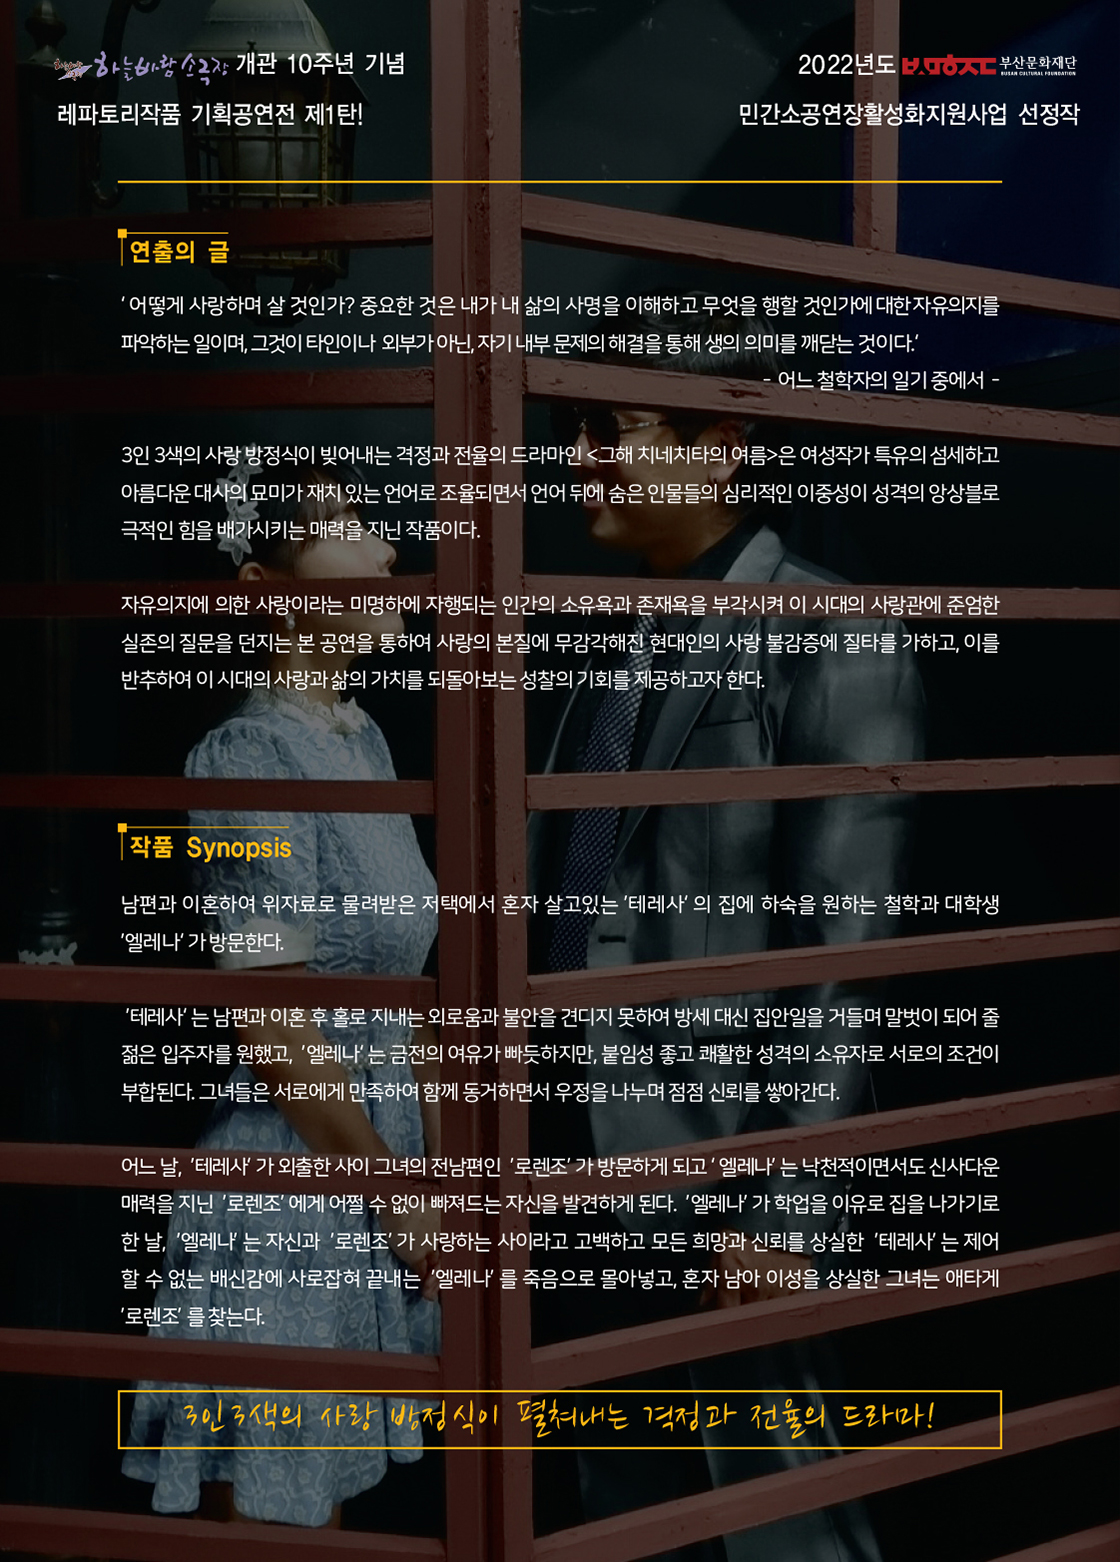 하늘바람소극장 개관 10주년 기념
레파토리작품 기획공연전 제1탄!
2022년도 부산문화재단
BUSAN CULTURAL FOUNDATION
민간소공연장활성화지원사업 선정작
연출의 글
‘ 어떻게 사랑하며 살 것인가? 중요한 것은 내가 내 삶의 사명을 이해하고 무엇을 행할 것인가에 대한 자유의지를
파악하는 일이며, 그것이 타인이나 외부가 아닌, 자기 내부 문제의 해결을 통해 생의 의미를 깨닫는 것이다.‘
- 어느 철학자의 일기 중에서 -
3인 3색의 사랑 방정식이 빚어내는 격정과 전율의 드라마인 <그해 치네치타의 여름>은 여성작가 특유의 섬세하고
아름다운 대사의 묘미가 재치 있는 언어로 조율되면서 언어 뒤에 숨은 인물들의 심리적인 이중성이 성격의 앙상블로
극적인 힘을 배가시키는 매력을 지닌 작품이다.
자유의지에 의한 사랑이라는 미명하에 자행되는 인간의 소유욕과 존재욕을 부각시켜 이 시대의 사랑관에 준엄한
실존의 질문을 던지는 본 공연을 통하여 사랑의 본질에 무감각해진 현대인의 사랑 불감증에 질타를 가하고, 이를
반추하여 이 시대의 사랑과 삶의 가치를 되돌아보는 성찰의 기회를 제공하고자 한다.
작품 Synopsis
남편과 이혼하여 위자료로 물려받은 저택에서 혼자 살고있는 ’테레사‘ 의 집에 하숙을 원하는 철학과 대학생
’엘레나‘ 가 방문한다.
’테레사‘ 는 남편과 이혼 후 홀로 지내는 외로움과 불안을 견디지 못하여 방세 대신 집안일을 거들며 말벗이 되어 줄
젊은 입주자를 원했고, ’엘레나‘ 는 금전의 여유가 빠듯하지만, 붙임성 좋고 쾌활한 성격의 소유자로 서로의 조건이
부합된다. 그녀들은 서로에게 만족하여 함께 동거하면서 우정을 나누며 점점 신뢰를 쌓아간다.
어느 날, ’테레사‘ 가 외출한 사이 그녀의 전남편인 ’로렌조‘ 가 방문하게 되고 ’ 엘레나‘ 는 낙천적이면서도 신사다운
매력을 지닌 ’로렌조‘ 에게 어쩔 수 없이 빠져드는 자신을 발견하게 된다. ’엘레나‘ 가 학업을 이유로 집을 나가기로
한 날, ’엘레나‘ 는 자신과 ’로렌조‘ 가 사랑하는 사이라고 고백하고 모든 희망과 신뢰를 상실한 ’테레사‘ 는 제어
할 수 없는 배신감에 사로잡혀 끝내는 ’엘레나‘ 를 죽음으로 몰아넣고, 혼자 남아 이성을 상실한 그녀는 애타게
’로렌조‘ 를 찾는다.
3인3색의 사랑 방정식이 펼쳐내는 격정과 전율의 드라마!